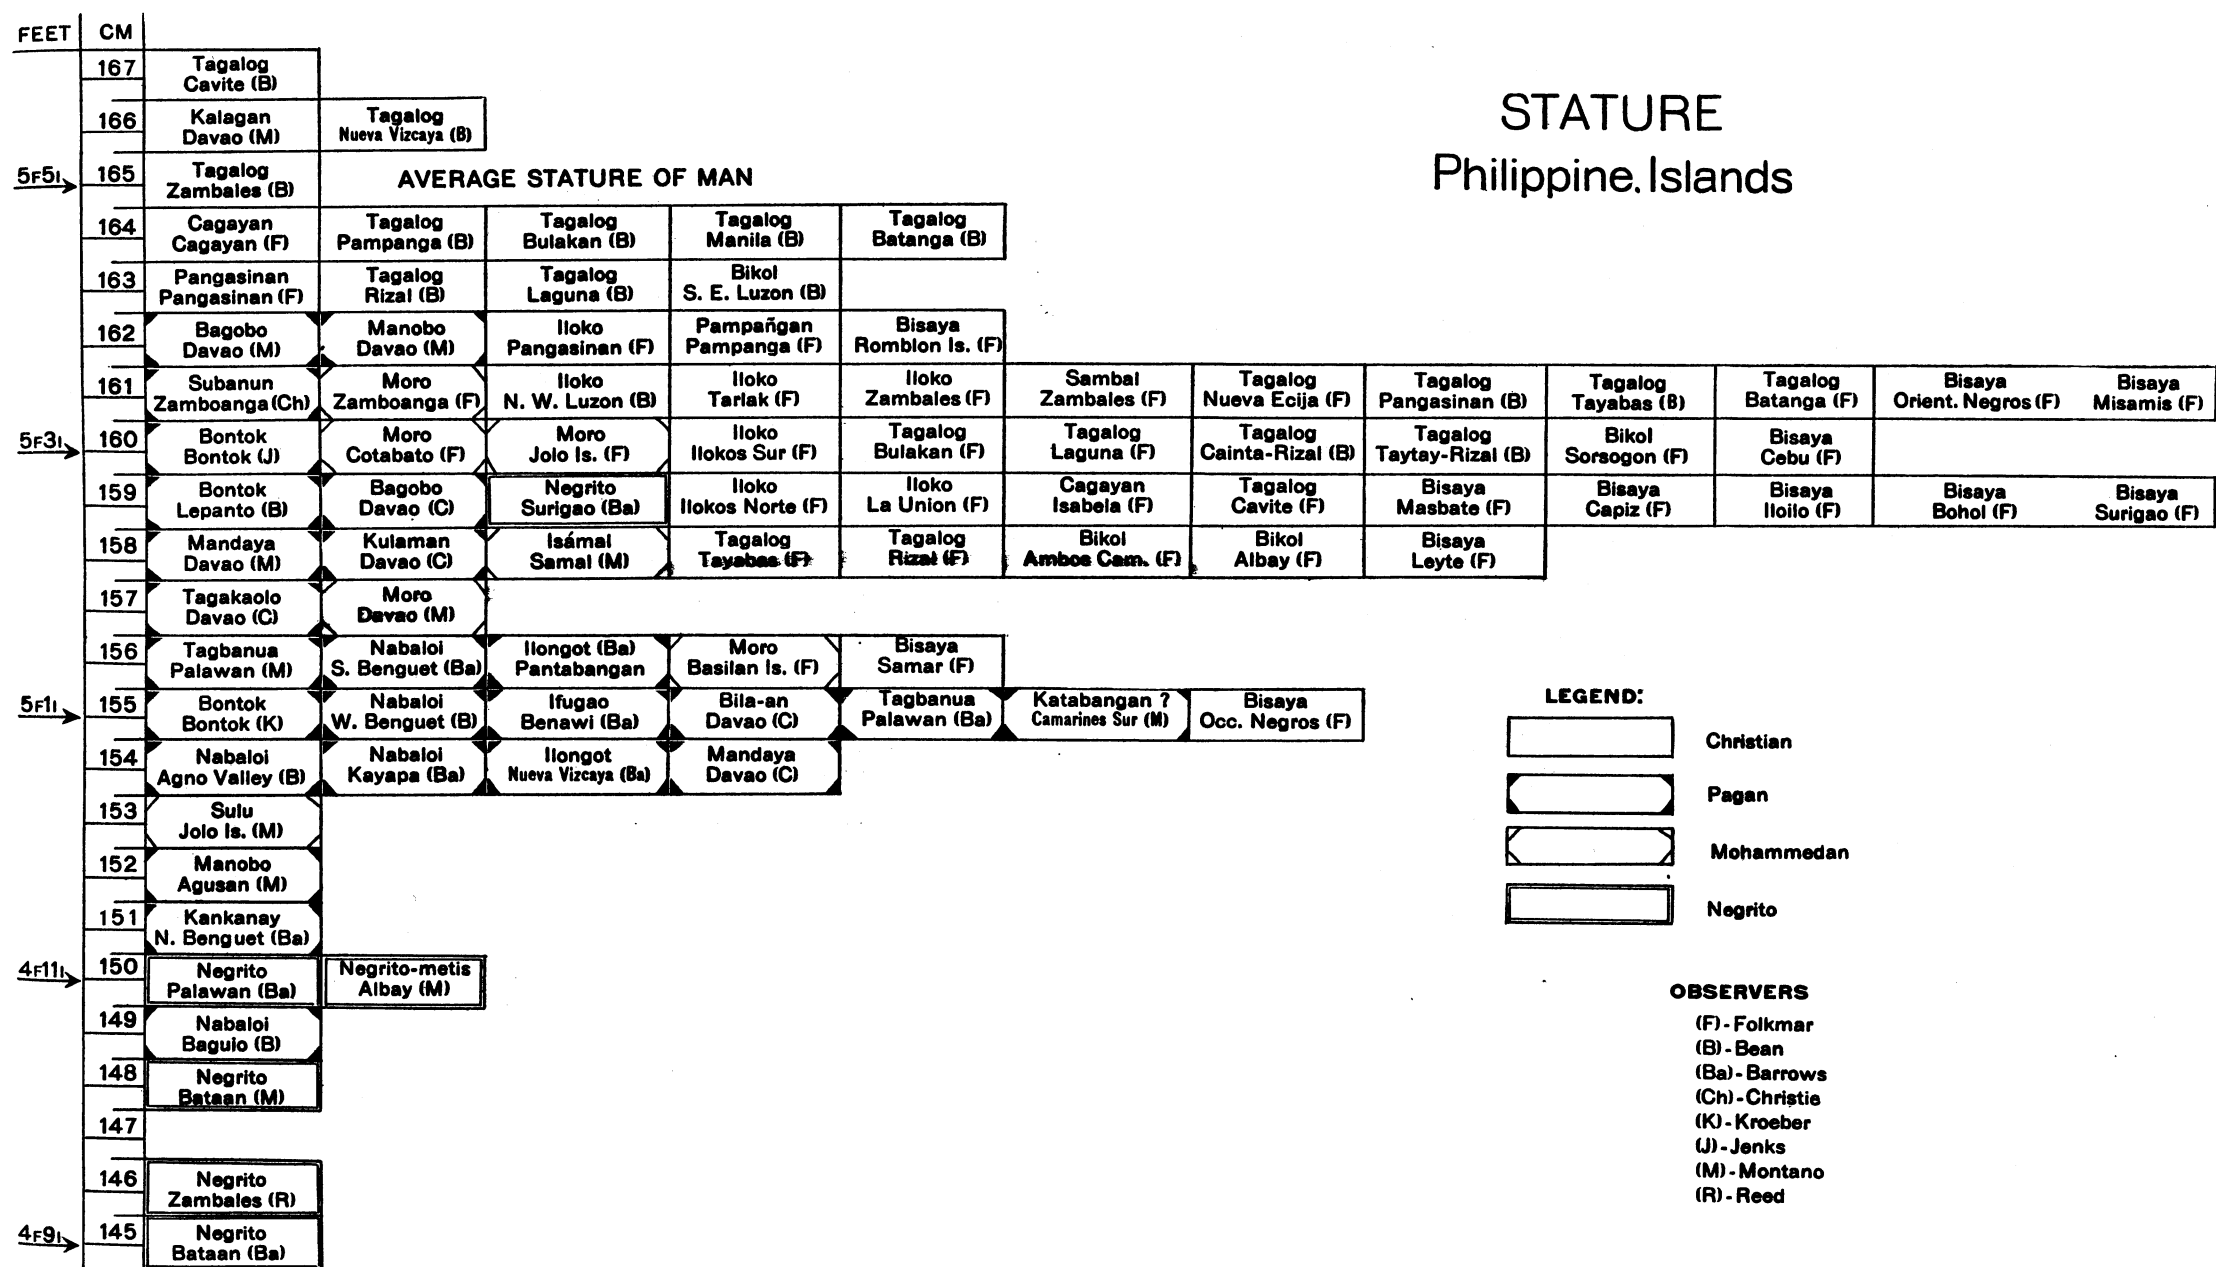 FEET CM
STATURE
Philippine Islands
AVERAGE STATURE OF MAN
167
Tagalog
Cavite (B)
166
Kalagan
Davao (M)
Tagalog
Nueva Vizcaya (B)
5F5I
165
Tagalog
Zambales (B)
164
Cagayan
Cagayan (F)
Tagalog
Pampanga (B)
Tagalog
Bulakan (B)
Tagalog
Manila (B)
Tagalog
Batanga (B)
163
Pangasinan
Pangasinan (F)
Tagalog
Rizal (B)
Tagalog
Laguna (B)
Bikol
S. E. Luzon (B)
162
Bagobo
Davao (M)
Manobo
Davao (M)
Iloko
Pangasinan (F)
Pampañgan
Pampanga (F)
Bisaya
Romblon Is. (F)
161
Subanun
Zamboanga (Ch)
Moro
Zamboanga (F)
Iloko
N. W. Luzon (B)
Iloko
Tarlak (F)
Iloko
Zambales (F)
Sambal
Zambales (F)
Tagalog
Nueva Ecija (F)
Tagalog
Pangasinan (B)
Tagalog
Tayabas (B)
Tagalog
Batanga (F)
Bisaya
Orient. Negros (F)
Bisaya
Misamis (F)
5F3I
160
Bontok
Bontok (J)
Moro
Cotabato (F)
Moro
Jolo Is. (F)
Iloko
Ilokos Sur (F)
Tagalog
Bulakan (F)
Tagalog
Laguna (F)
Tagalog
Cainta-Rizal (B)
Tagalog
Taytay-Rizal (B)
Bikol
Sorsogon (F)
Bisaya
Cebu (F)
159
Bontok
Lepanto (B)
Bagobo
Davao (C)
Negrito
Surigao (Ba)
Iloko
Ilokos Norte (F)
Iloko
La Union (F)
Cagayan
Isabela (F)
Tagalog
Cavite (F)
Bisaya
Masbate (F)
Bisaya
Capiz (F)
Bisaya
Iloilo (F)
Bisaya
Bohol (F)
Bisaya
Surigao (F)
158
Mandaya
Davao (M)
Kulaman
Davao (C)
Isámal
Samal (M)
Tagalog
Tayabas (F)
Tagalog
Rizal (F)
Bikol
Ambos Cam. (F)
Bikol
Albay (F)
Bisaya
Leyte (F)
157
Tagakaolo
Davao (C)
Moro
Davao (M)
156
Tagbanua
Palawan (M)
Nabaloi
S. Benguet (Ba)
Ilongot (Ba)
Pantabangan
Moro
Basilan Is. (F)
Bisaya
Samar (F)
5F1I
155
Bontok
Bontok (K)
Nabaloi
W. Benguet (B)
Ifugao
Benawi (Ba)
Bila-an
Davao (C)
Tagbanua
Palawan (Ba)
Katabangan ?
Camarines Sur (M)
Bisaya
Occ. Negros (F)
154
Nabaloi
Agno Valley (B)
Nabaloi
Kayapa (Ba)
Ilongot
Nueva Vizcaya (Ba)
Mandaya
Davao (C)
153
Sulu
Jolo Is. (M)
152
Manobo
Agusan (M)
151
Kankanay
N. Benguet (Ba)
4F11I
150
Negrito
Palawan (Ba)
Negrito-metis
Albay (M)
149
Nabaloi
Baguio (B)
148
Negrito
Bataan (M)
147
146
Negrito
Zambales (R)
4F9I
145
Negrito
Bataan (Ba)
LEGEND:
Christian
Pagan
Mohammedan
Negrito
OBSERVERS
(F)-Folkmar
(B)-Bean
(Ba)-Barrows
(Ch)-Christie
(K)-Kroeber
(J)-Jenks
(M)-Montano
(R)-Reed